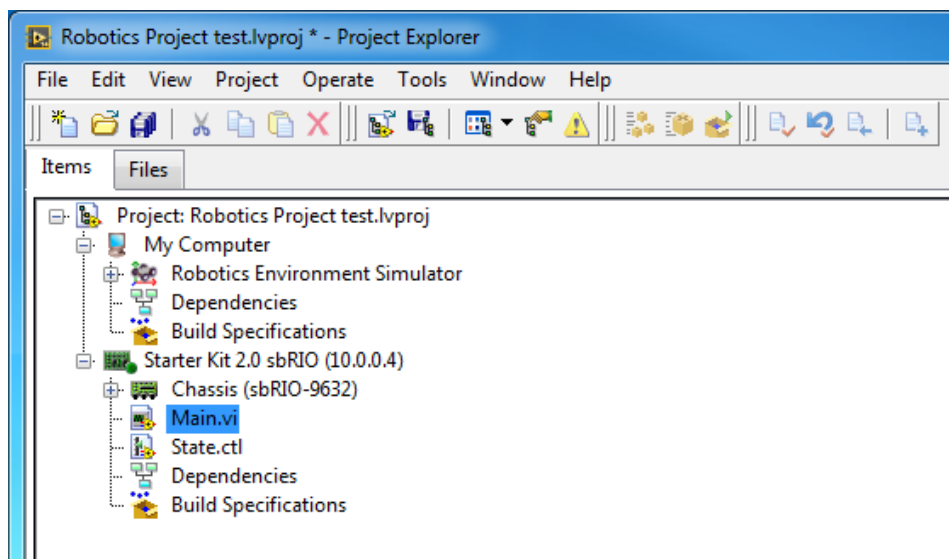 Robotics Project test.lvproj * - Project Explorer
File Edit View Project Operate Tools Window Help
Items Files
Project: Robotics Project test.lvproj
My Computer
Robotics Environment Simulator
Dependencies
Build Specifications
Starter Kit 2.0 sbRIO (10.0.0.4)
Chassis (sbRIO-9632)
Main.vi
State.ctl
Dependencies
Build Specifications